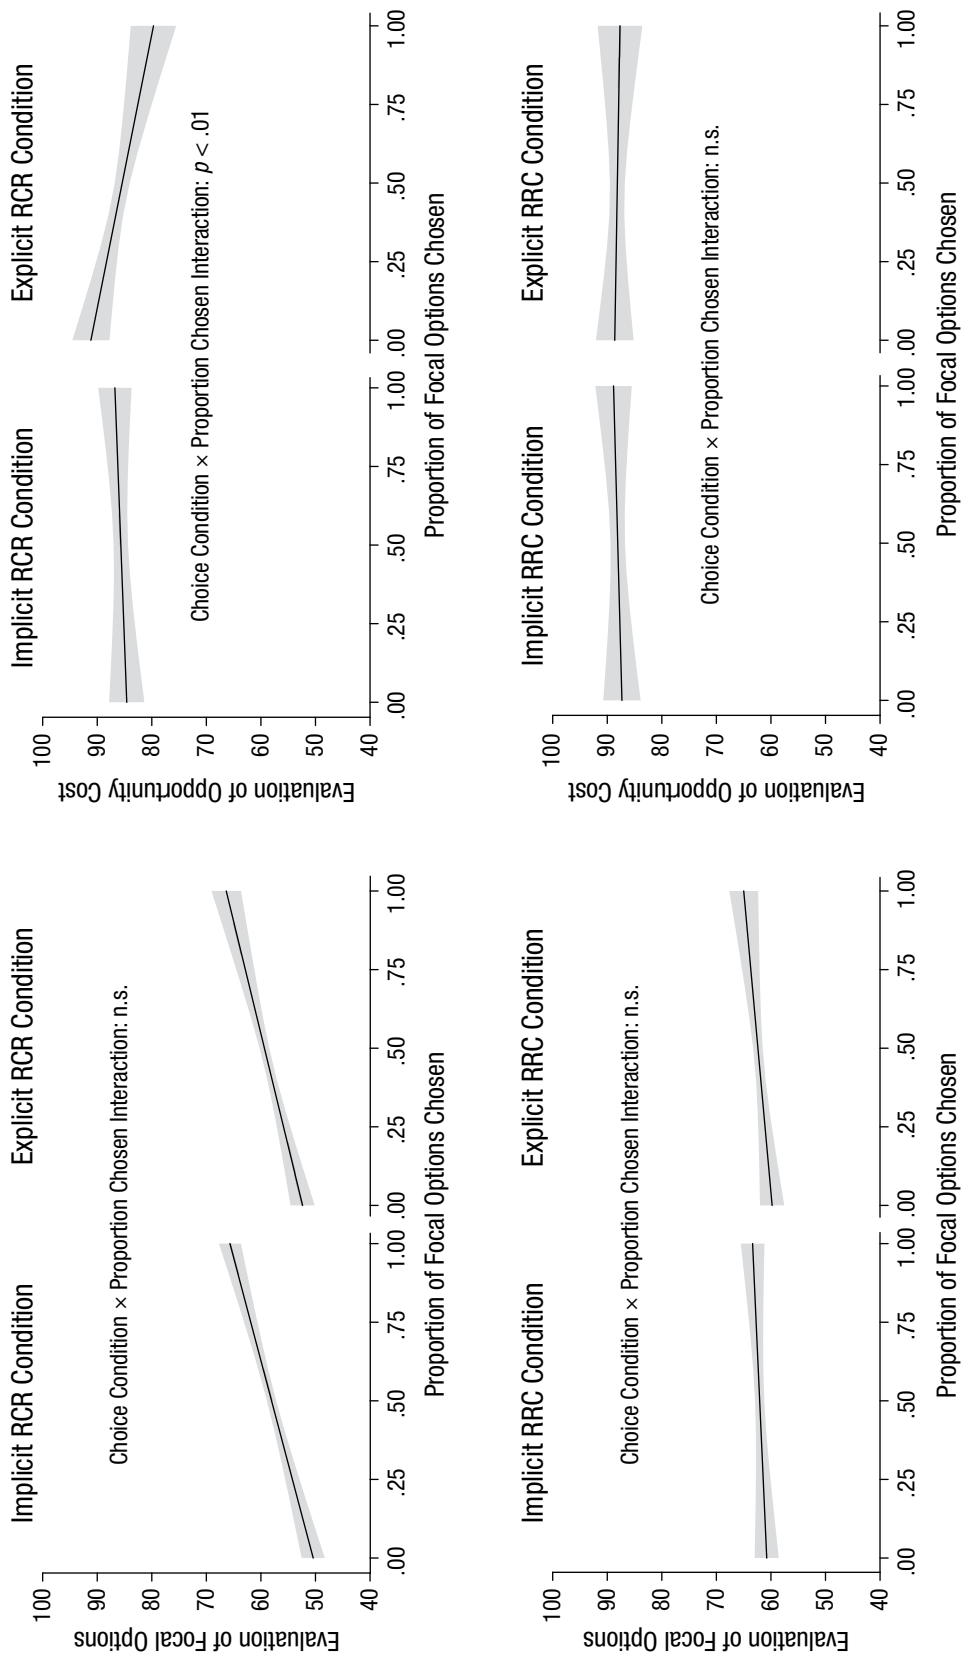 Implicit RCR Condition
Explicit RCR Condition
Choice Condition × Proportion Chosen Interaction: n.s.
Evaluation of Focal Options
100
90
80
70
60
50
40
.00 .25 .50 .75 1.00
.00 .25 .50 .75 1.00
Proportion of Focal Options Chosen
Implicit RCR Condition
Explicit RCR Condition
Choice Condition × Proportion Chosen Interaction: p < .01
Evaluation of Opportunity Cost
100
90
80
70
60
50
40
.00 .25 .50 .75 1.00
.00 .25 .50 .75 1.00
Proportion of Focal Options Chosen
Implicit RRC Condition
Explicit RRC Condition
Choice Condition × Proportion Chosen Interaction: n.s.
Evaluation of Focal Options
100
90
80
70
60
50
40
.00 .25 .50 .75 1.00
.00 .25 .50 .75 1.00
Proportion of Focal Options Chosen
Implicit RRC Condition
Explicit RRC Condition
Choice Condition × Proportion Chosen Interaction: n.s.
Evaluation of Opportunity Cost
100
90
80
70
60
50
40
.00 .25 .50 .75 1.00
.00 .25 .50 .75 1.00
Proportion of Focal Options Chosen